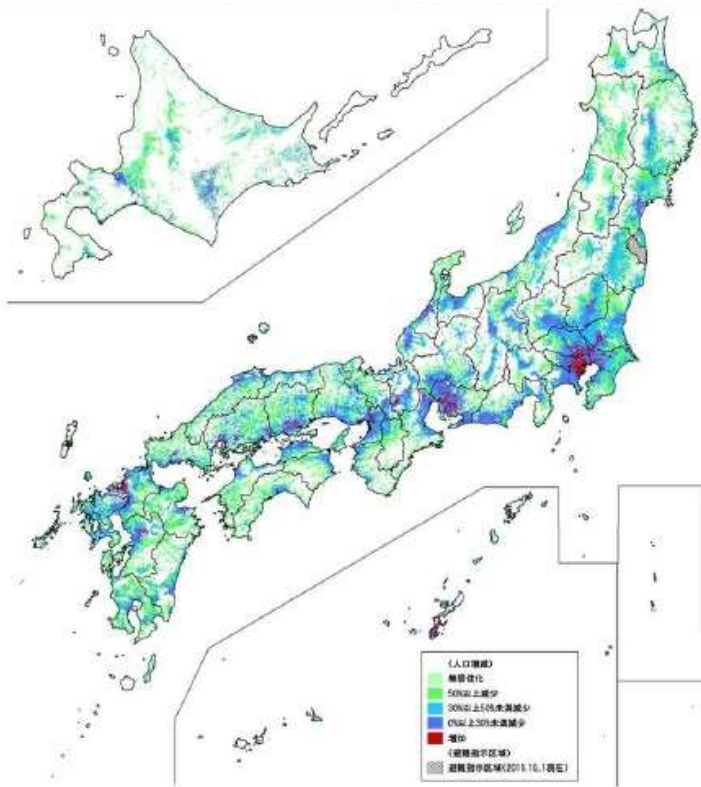 （人口増減）
無居住化
50%以上減少
30%以上50%未満減少
0%以上30%未満減少
増加
（避難指示区域）
避難指示区域(2018.10.1現在)